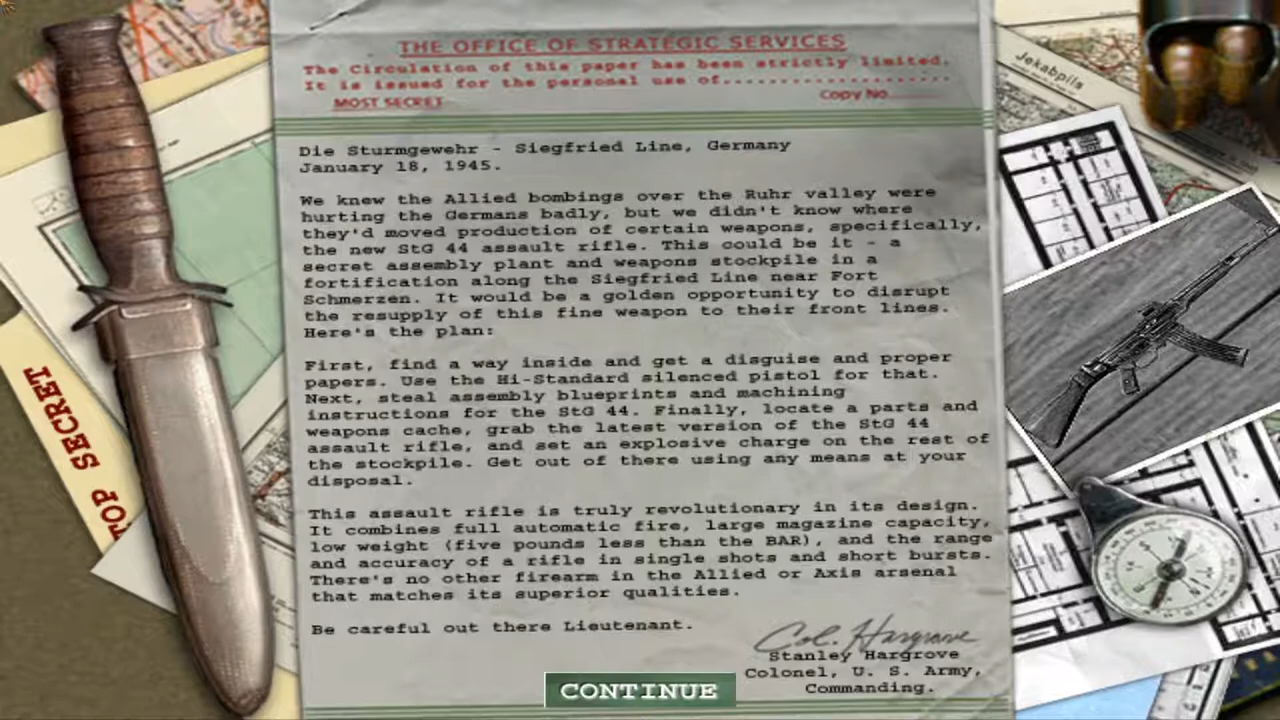 THE OFFICE OF STRATEGIC SERVICES
The Circulation of this paper has been strictly limited.
It is issued for the personal use of............................
MOST SECRET
Copy No.......
Die Sturmgewehr - Siegfried Line, Germany
January 18, 1945.
We knew the Allied bombings over the Ruhr valley were
hurting the Germans badly, but we didn't know where
they'd moved production of certain weapons, specifically,
the new StG 44 assault rifle. This could be it - a
secret assembly plant and weapons stockpile in a
fortification along the Siegfried Line near Fort
Schmerzen. It would be a golden opportunity to disrupt
the resupply of this fine weapon to their front lines.
Here's the plan:
First, find a way inside and get a disguise and proper
papers. Use the Hi-Standard silenced pistol for that.
Next, steal assembly blueprints and machining
instructions for the StG 44. Finally, locate a parts and
weapons cache, grab the latest version of the StG 44
assault rifle, and set an explosive charge on the rest of
the stockpile. Get out of there using any means at your
disposal.
This assault rifle is truly revolutionary in its design.
It combines full automatic fire, large magazine capacity,
low weight (five pounds less than the BAR), and the range
and accuracy of a rifle in single shots and short bursts.
There's no other firearm in the Allied or Axis arsenal
that matches its superior qualities.
Be careful out there Lieutenant.
Col. Hargrove
Stanley Hargrove
Colonel, U. S. Army,
Commanding.
CONTINUE
TOP SECRET
Jekabpils